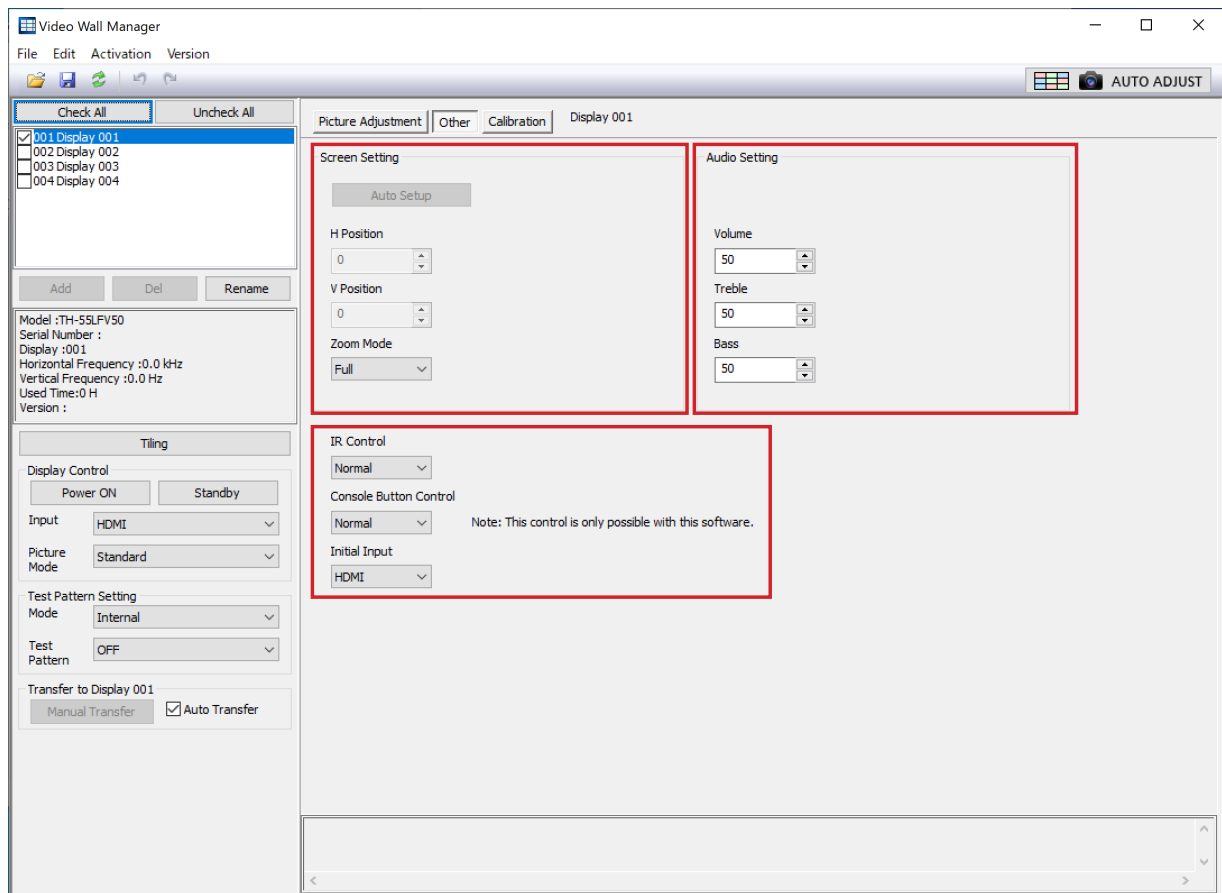 Video Wall Manager
File Edit Activation Version
AUTO ADJUST
Check All Uncheck All
001 Display 001
002 Display 002
003 Display 003
004 Display 004
Add Del Rename
Model :TH-55LFV50
Serial Number :
Display :001
Horizontal Frequency :0.0 kHz
Vertical Frequency :0.0 Hz
Used Time:0 H
Version :
Tiling
Display Control
Power ON Standby
Input HDMI
Picture Mode Standard
Test Pattern Setting
Mode Internal
Test Pattern OFF
Transfer to Display 001
Manual Transfer Auto Transfer
Picture Adjustment Other Calibration Display 001
Screen Setting
Auto Setup
H Position
0
V Position
0
Zoom Mode
Full
Audio Setting
Volume
50
Treble
50
Bass
50
IR Control
Normal
Console Button Control
Normal Note: This control is only possible with this software.
Initial Input
HDMI